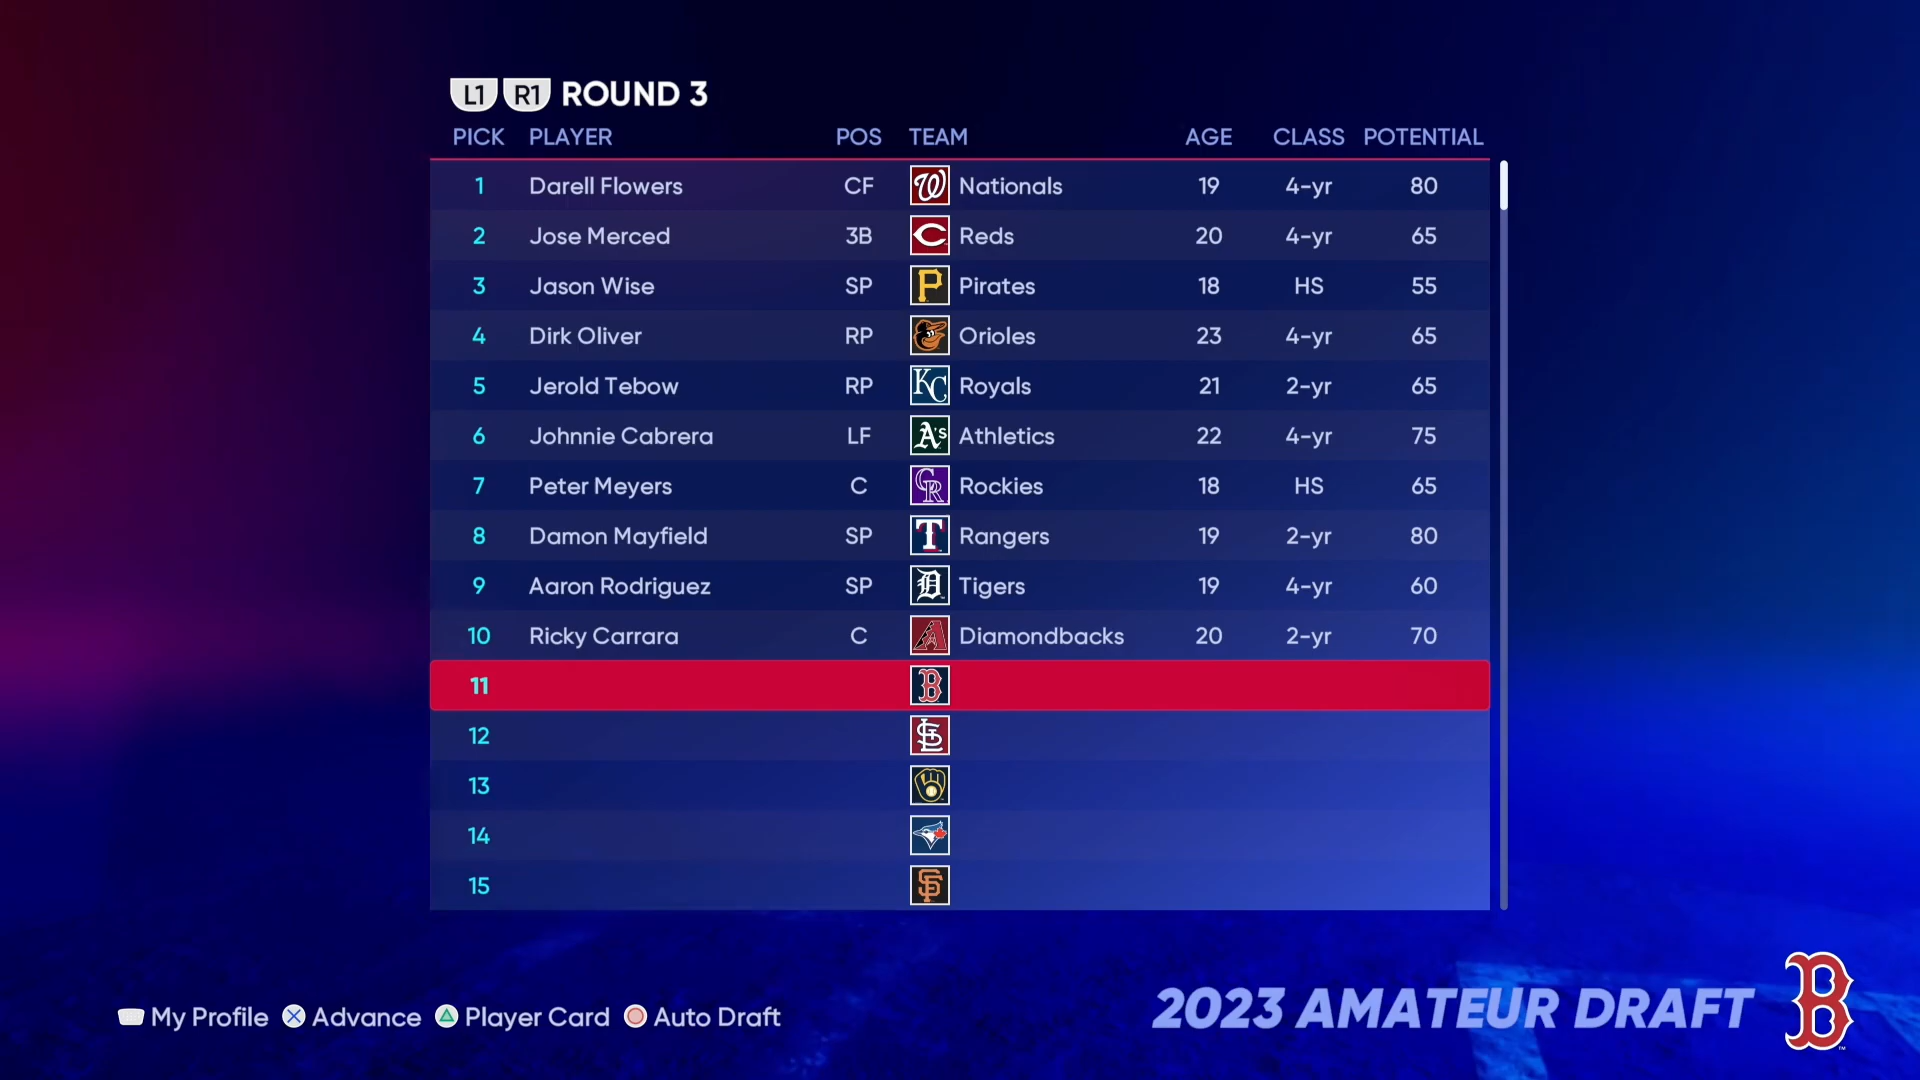 L1 R1 ROUND 3
PICK PLAYER POS TEAM AGE CLASS POTENTIAL
1 Darell Flowers CF W Nationals 19 4-yr 80
2 Jose Merced 3B C Reds 20 4-yr 65
3 Jason Wise SP P Pirates 18 HS 55
4 Dirk Oliver RP Orioles 23 4-yr 65
5 Jerold Tebow RP KC Royals 21 2-yr 65
6 Johnnie Cabrera LF A's Athletics 22 4-yr 75
7 Peter Meyers C CR Rockies 18 HS 65
8 Damon Mayfield SP T Rangers 19 2-yr 80
9 Aaron Rodriguez SP D Tigers 19 4-yr 60
10 Ricky Carrara C A Diamondbacks 20 2-yr 70
11 B
12 STL
13
14
15 SF
My Profile Advance Player Card Auto Draft
2023 AMATEUR DRAFT B